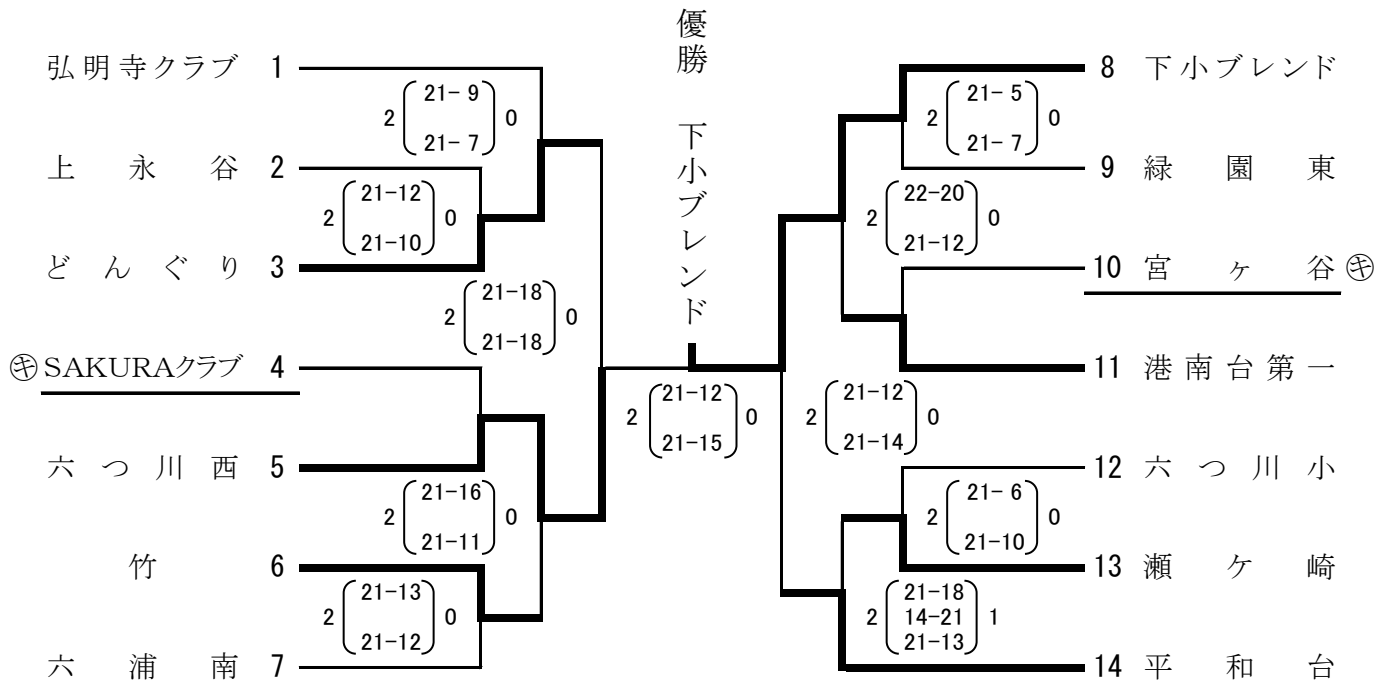 優勝 下小ブレンド
弘明寺クラブ 1
2 21-9 0
21-7
上永谷 2
2 21-12 0
21-10
どんぐり 3
2 21-18 0
21-18
㋖SAKURAクラブ 4
六つ川西 5
2 21-16 0
21-11
竹 6
2 21-13 0
21-12
六浦南 7
2 21-12 0
21-15
8 下小ブレンド
2 21-5 0
21-7
9 緑園東
2 22-20 0
21-12
10 宮ヶ谷㋖
11 港南台第一
2 21-12 0
21-14
12 六つ川小
2 21-6 0
21-10
13 瀬ケ崎
21-18
2 14-21 1
21-13
14 平和台